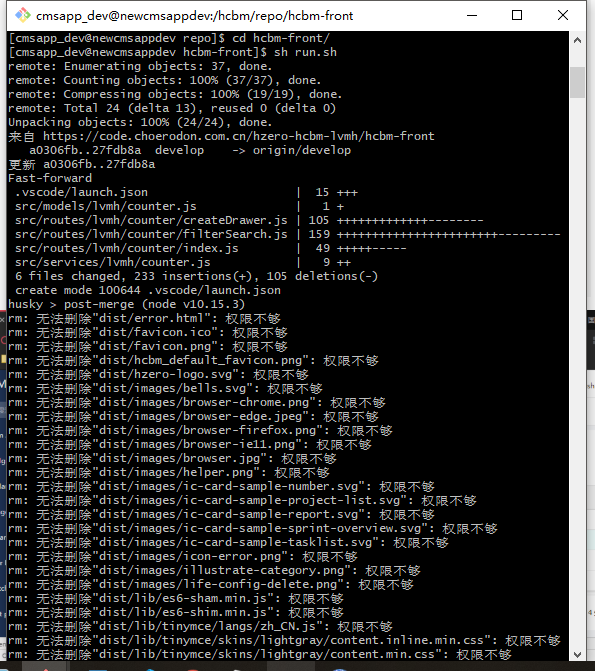 cmsapp_dev@newcmsappdev:/hcbm/repo/hcbm-front
[cmsapp_dev@newcmsappdev repo]$ cd hcbm-front/
[cmsapp_dev@newcmsappdev hcbm-front]$ sh run.sh
remote: Enumerating objects: 37, done.
remote: Counting objects: 100% (37/37), done.
remote: Compressing objects: 100% (19/19), done.
remote: Total 24 (delta 13), reused 0 (delta 0)
Unpacking objects: 100% (24/24), done.
来自 https://code.choerodon.com.cn/hzero-hcbm-lvmh/hcbm-front
   a0306fb..27fdb8a  develop    -> origin/develop
更新 a0306fb..27fdb8a
Fast-forward
 .vscode/launch.json                     |  15 +++
 src/models/lvmh/counter.js              |   1 +
 src/routes/lvmh/counter/createDrawer.js | 105 +++++++++++++--------
 src/routes/lvmh/counter/filterSearch.js | 159 +++++++++++++++++++++++---------
 src/routes/lvmh/counter/index.js        |  49 +++++-----
 src/services/lvmh/counter.js            |   9 ++
 6 files changed, 233 insertions(+), 105 deletions(-)
 create mode 100644 .vscode/launch.json
husky > post-merge (node v10.15.3)
rm: 无法删除"dist/error.html": 权限不够
rm: 无法删除"dist/favicon.ico": 权限不够
rm: 无法删除"dist/favicon.png": 权限不够
rm: 无法删除"dist/hcbm_default_favicon.png": 权限不够
rm: 无法删除"dist/hzero-logo.svg": 权限不够
rm: 无法删除"dist/images/bells.svg": 权限不够
rm: 无法删除"dist/images/browser-chrome.png": 权限不够
rm: 无法删除"dist/images/browser-edge.jpeg": 权限不够
rm: 无法删除"dist/images/browser-firefox.png": 权限不够
rm: 无法删除"dist/images/browser-ie11.png": 权限不够
rm: 无法删除"dist/images/browser.jpg": 权限不够
rm: 无法删除"dist/images/helper.png": 权限不够
rm: 无法删除"dist/images/ic-card-sample-number.svg": 权限不够
rm: 无法删除"dist/images/ic-card-sample-project-list.svg": 权限不够
rm: 无法删除"dist/images/ic-card-sample-report.svg": 权限不够
rm: 无法删除"dist/images/ic-card-sample-sprint-overview.svg": 权限不够
rm: 无法删除"dist/images/ic-card-sample-tasklist.svg": 权限不够
rm: 无法删除"dist/images/icon-error.png": 权限不够
rm: 无法删除"dist/images/illustrate-category.png": 权限不够
rm: 无法删除"dist/images/life-config-delete.png": 权限不够
rm: 无法删除"dist/lib/es6-sham.min.js": 权限不够
rm: 无法删除"dist/lib/es6-shim.min.js": 权限不够
rm: 无法删除"dist/lib/tinymce/langs/zh_CN.js": 权限不够
rm: 无法删除"dist/lib/tinymce/skins/lightgray/content.inline.min.css": 权限不够
rm: 无法删除"dist/lib/tinymce/skins/lightgray/content.min.css": 权限不够